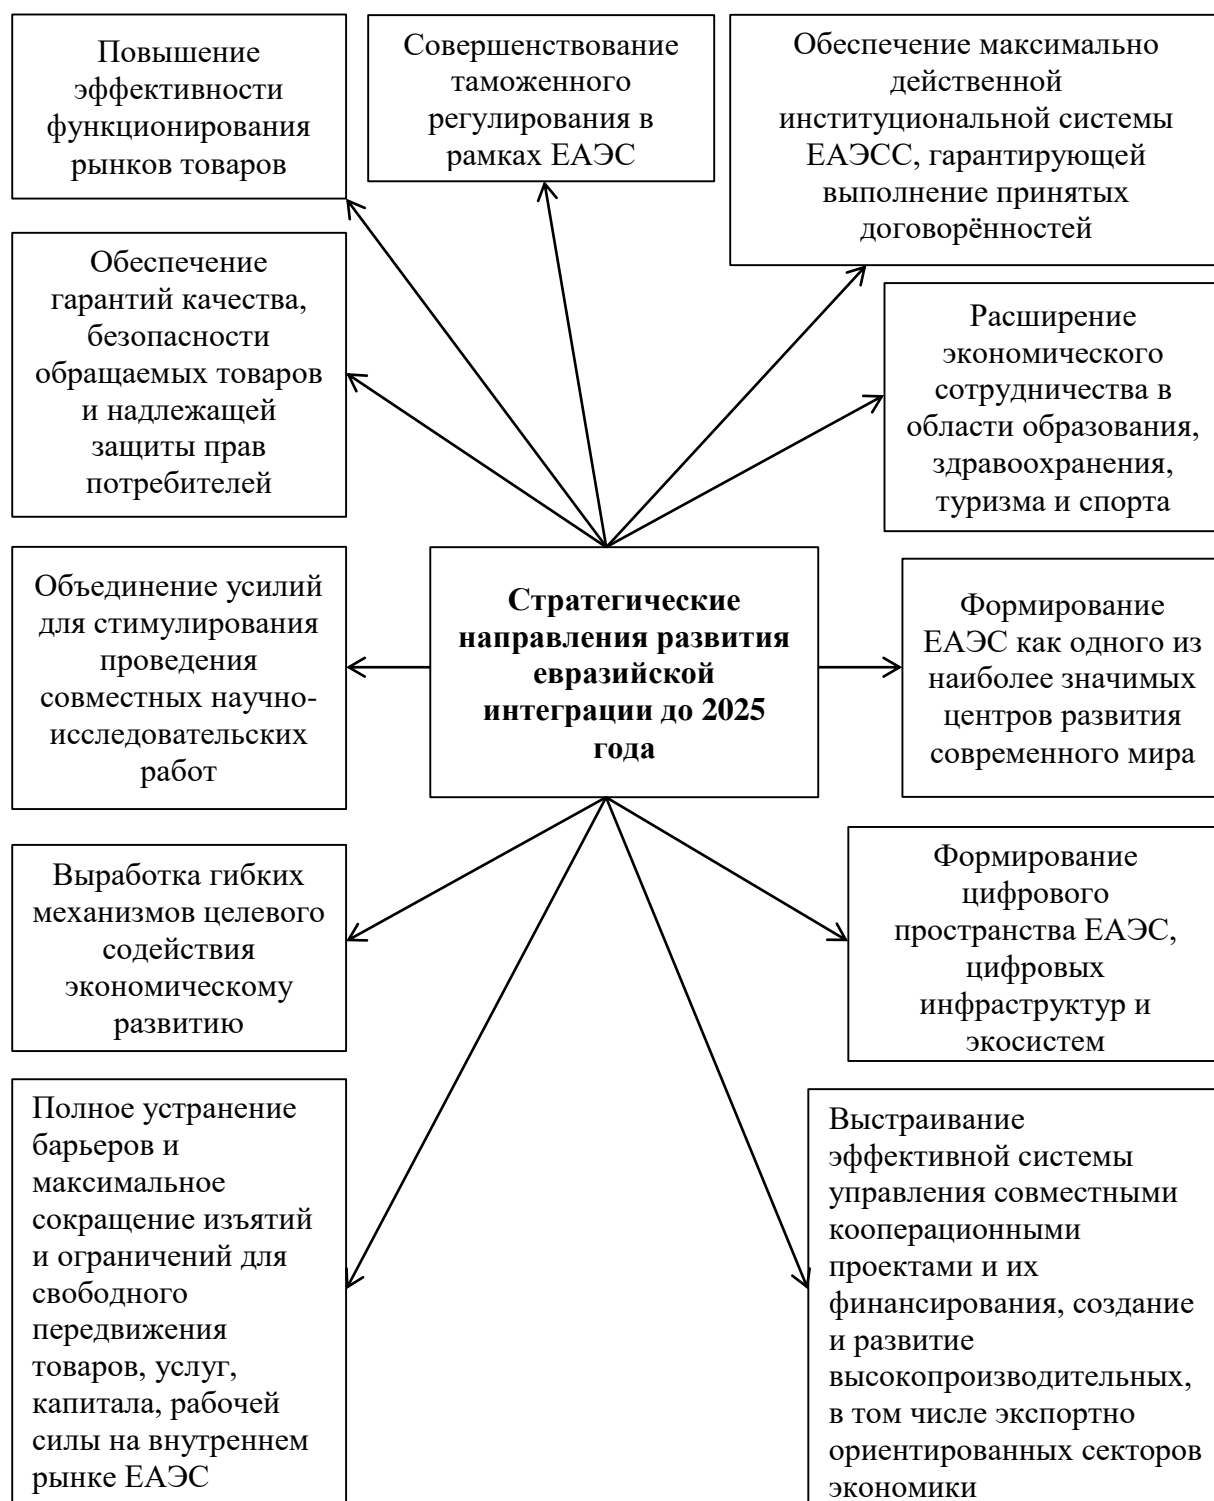 Повышение
эффективности
функционирования
рынков товаров
Совершенствование
таможенного
регулирования в
рамках ЕАЭС
Обеспечение максимально
действенной
институциональной системы
ЕАЭСС, гарантирующей
выполнение принятых
договорённостей
Обеспечение
гарантий качества,
безопасности
обращаемых товаров
и надлежащей
защиты прав
потребителей
Расширение
экономического
сотрудничества в
области образования,
здравоохранения,
туризма и спорта
Объединение усилий
для стимулирования
проведения
совместных научно-
исследовательских
работ
Стратегические
направления развития
евразийской
интеграции до 2025
года
Формирование
ЕАЭС как одного из
наиболее значимых
центров развития
современного мира
Выработка гибких
механизмов целевого
содействия
экономическому
развитию
Формирование
цифрового
пространства ЕАЭС,
цифровых
инфраструктур и
экосистем
Полное устранение
барьеров и
максимальное
сокращение изъятий
и ограничений для
свободного
передвижения
товаров, услуг,
капитала, рабочей
силы на внутреннем
рынке ЕАЭС
Выстраивание
эффективной системы
управления совместными
кооперационными
проектами и их
финансирования, создание
и развитие
высокопроизводительных,
в том числе экспортно
ориентированных секторов
экономики